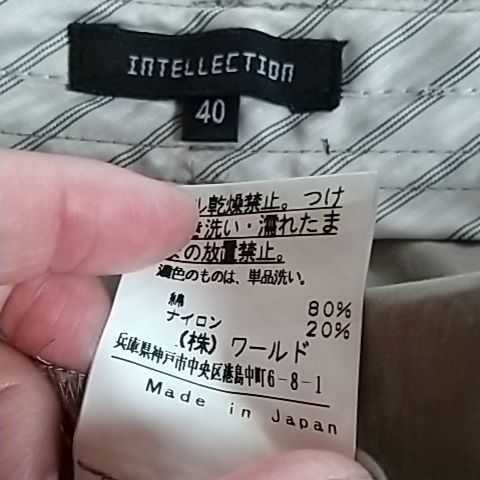 INTELLECTION
40
ル乾燥禁止。つけ
き洗い・濡れたま
まの放置禁止。
濃色のものは、単品洗い。
綿 80%
ナイロン 20%
(株) ワールド
兵庫県神戸市中央区港島中町6-8-1
Made in Japan